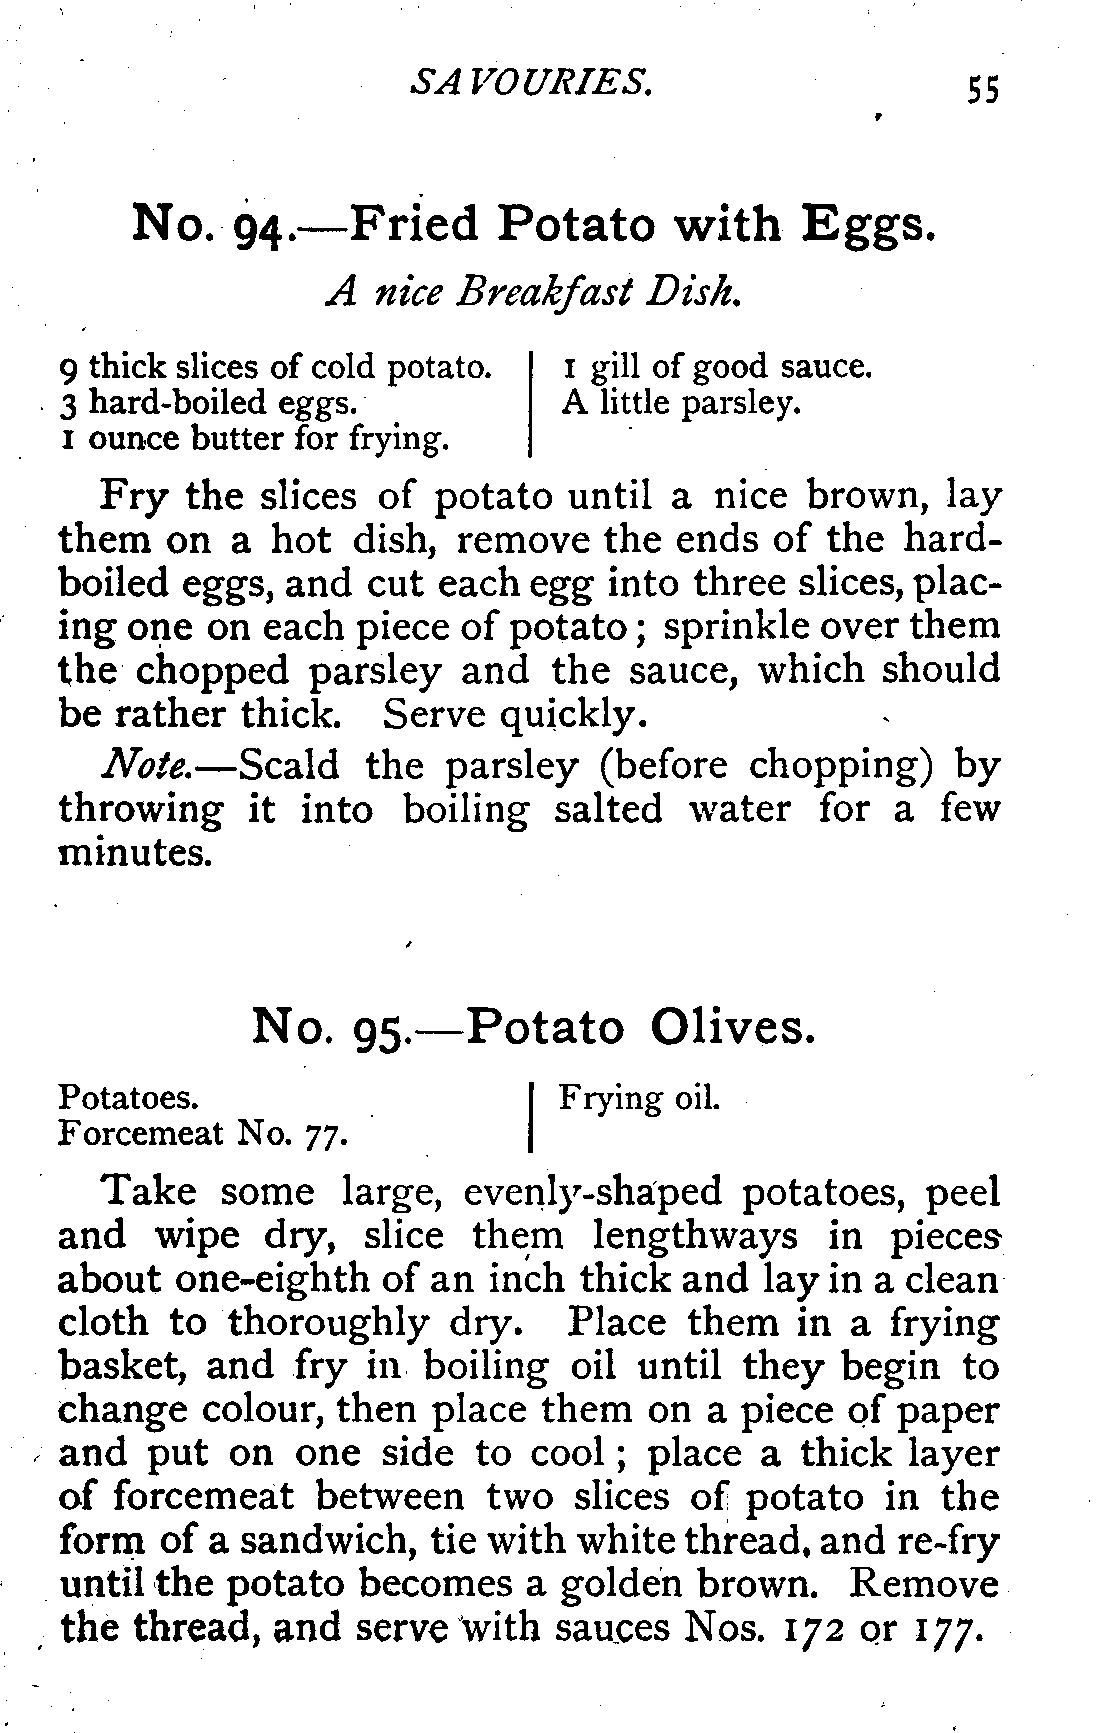 SAVOURIES.
55
No. 94.—Fried Potato with Eggs.
A nice Breakfast Dish.
9 thick slices of cold potato.
3 hard-boiled eggs.
1 ounce butter for frying.
1 gill of good sauce.
A little parsley.
Fry the slices of potato until a nice brown, lay
them on a hot dish, remove the ends of the hard-
boiled eggs, and cut each egg into three slices, plac-
ing one on each piece of potato; sprinkle over them
the chopped parsley and the sauce, which should
be rather thick. Serve quickly.
Note.—Scald the parsley (before chopping) by
throwing it into boiling salted water for a few
minutes.
No. 95.—Potato Olives.
Potatoes.
Forcemeat No. 77.
Frying oil.
Take some large, evenly-shaped potatoes, peel
and wipe dry, slice them lengthways in pieces
about one-eighth of an inch thick and lay in a clean
cloth to thoroughly dry. Place them in a frying
basket, and fry in boiling oil until they begin to
change colour, then place them on a piece of paper
and put on one side to cool; place a thick layer
of forcemeat between two slices of potato in the
form of a sandwich, tie with white thread, and re-fry
until the potato becomes a golden brown. Remove
the thread, and serve with sauces Nos. 172 or 177.